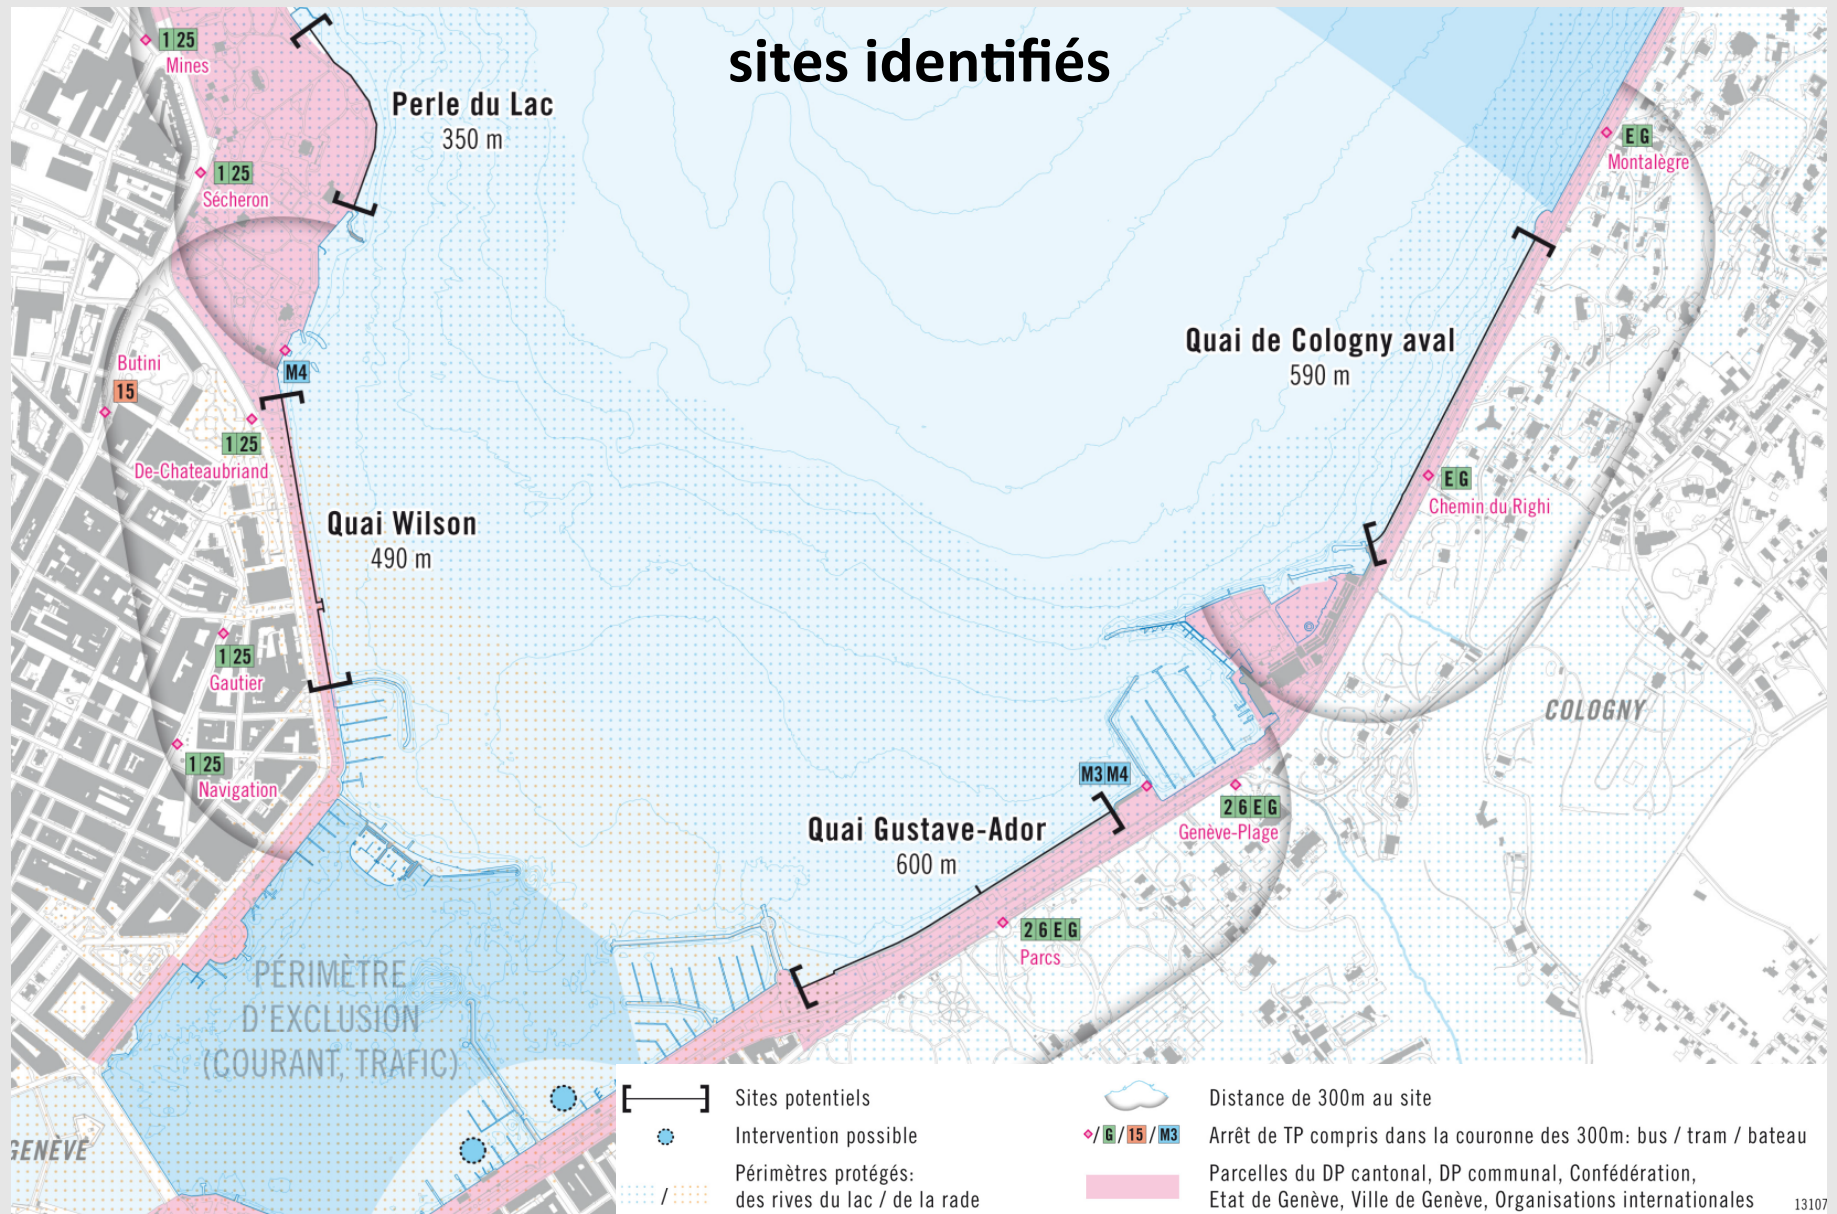 sites identifiés
1 25
Mines
Perle du Lac
350 m
1 25
Sécheron
E G
Montalègre
Butini
15
M4
1 25
De-Chateaubriand
Quai de Cologny aval
590 m
E G
Chemin du Righi
Quai Wilson
490 m
1 25
Gautier
COLOGNY
1 25
Navigation
M3 M4
2 6 E G
Genève-Plage
Quai Gustave-Ador
600 m
2 6 E G
Parcs
PÉRIMÈTRE
D'EXCLUSION
(COURANT, TRAFIC)
GENÈVE
Sites potentiels
Intervention possible
/
Périmètres protégés:
des rives du lac / de la rade
Distance de 300m au site
/ G / 15 / M3
Arrêt de TP compris dans la couronne des 300m: bus / tram / bateau
Parcelles du DP cantonal, DP communal, Confédération,
Etat de Genève, Ville de Genève, Organisations internationales
13107